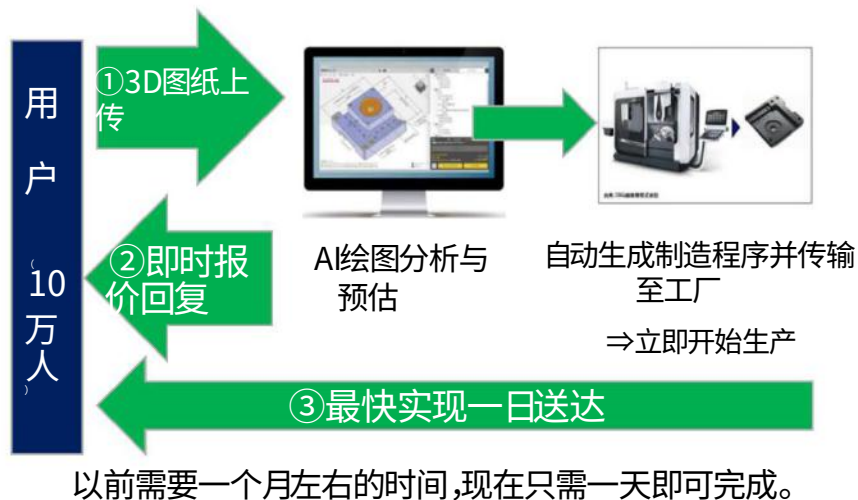 用
户
（10
万人）
①3D图纸上
传
②即时报
价回复
AI绘图分析与
预估
自动生成制造程序并传输
至工厂
⇒立即开始生产
③最快实现一日送达
以前需要一个月左右的时间,现在只需一天即可完成。